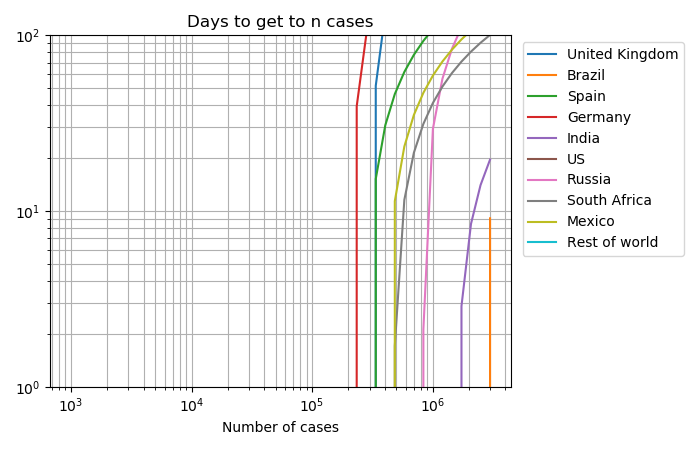 Days to get to n cases
10²
10¹
10⁰
10³
10⁴
10⁵
10⁶
Number of cases
United Kingdom
Brazil
Spain
Germany
India
US
Russia
South Africa
Mexico
Rest of world